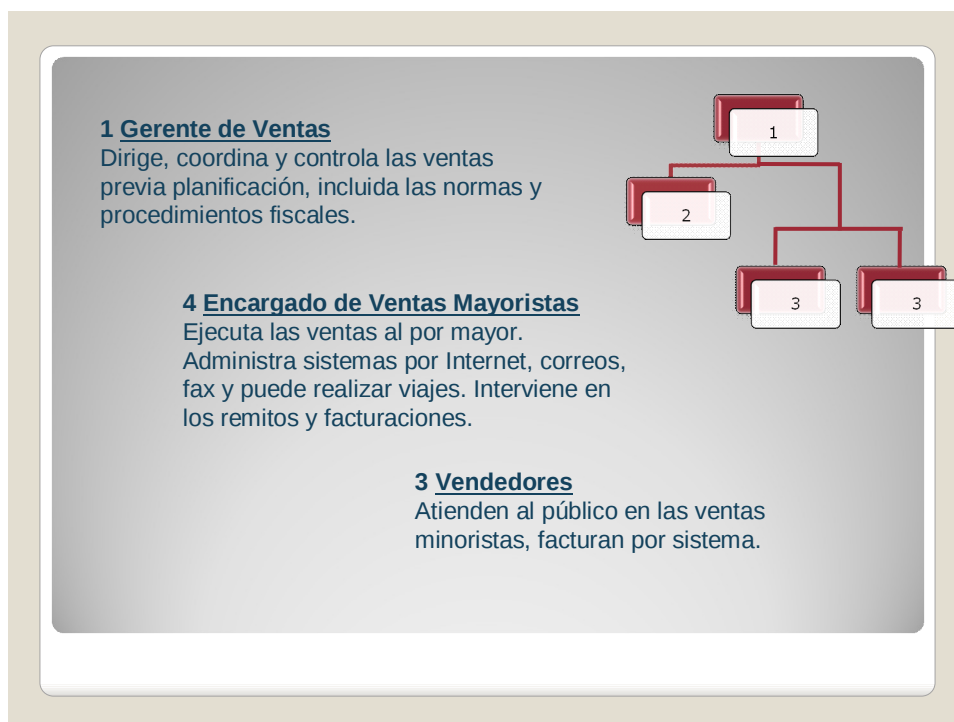 1 Gerente de Ventas
Dirige, coordina y controla las ventas
previa planificación, incluida las normas y
procedimientos fiscales.
1
2
3 3
4 Encargado de Ventas Mayoristas
Ejecuta las ventas al por mayor.
Administra sistemas por Internet, correos,
fax y puede realizar viajes. Interviene en
los remitos y facturaciones.
3 Vendedores
Atienden al público en las ventas
minoristas, facturan por sistema.